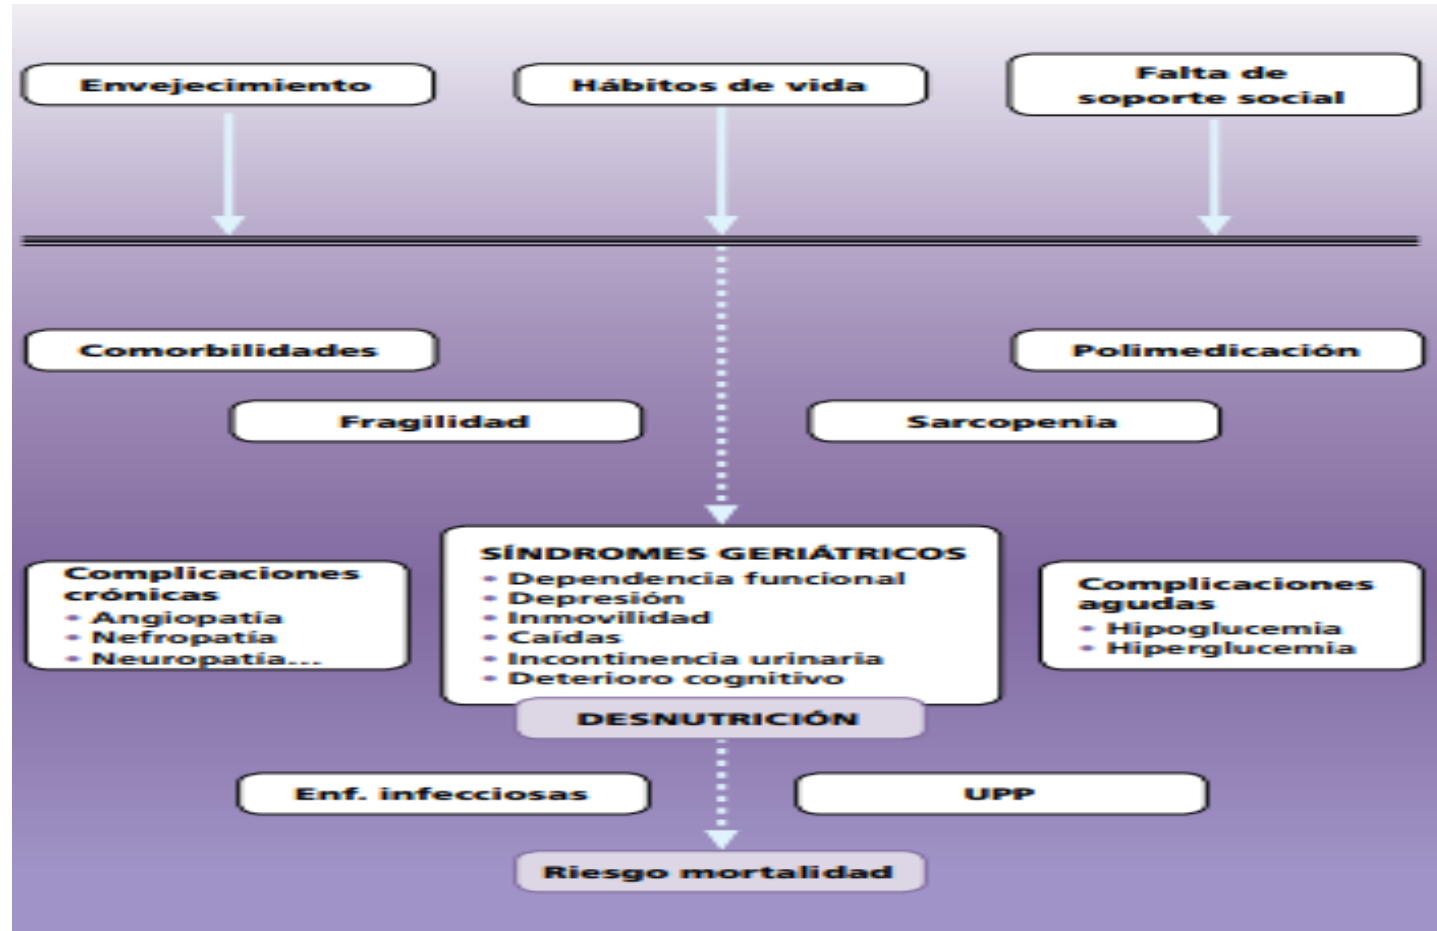 Envejecimiento
Hábitos de vida
Falta de
soporte social
Comorbilidades
Polimedicación
Fragilidad
Sarcopenia
Complicaciones
crónicas
• Angiopatía
• Nefropatía
• Neuropatía...
SÍNDROMES GERIÁTRICOS
• Dependencia funcional
• Depresión
• Inmovilidad
• Caídas
• Incontinencia urinaria
• Deterioro cognitivo
DESNUTRICIÓN
Complicaciones
agudas
• Hipoglucemia
• Hiperglucemia
Enf. infecciosas
UPP
Riesgo mortalidad